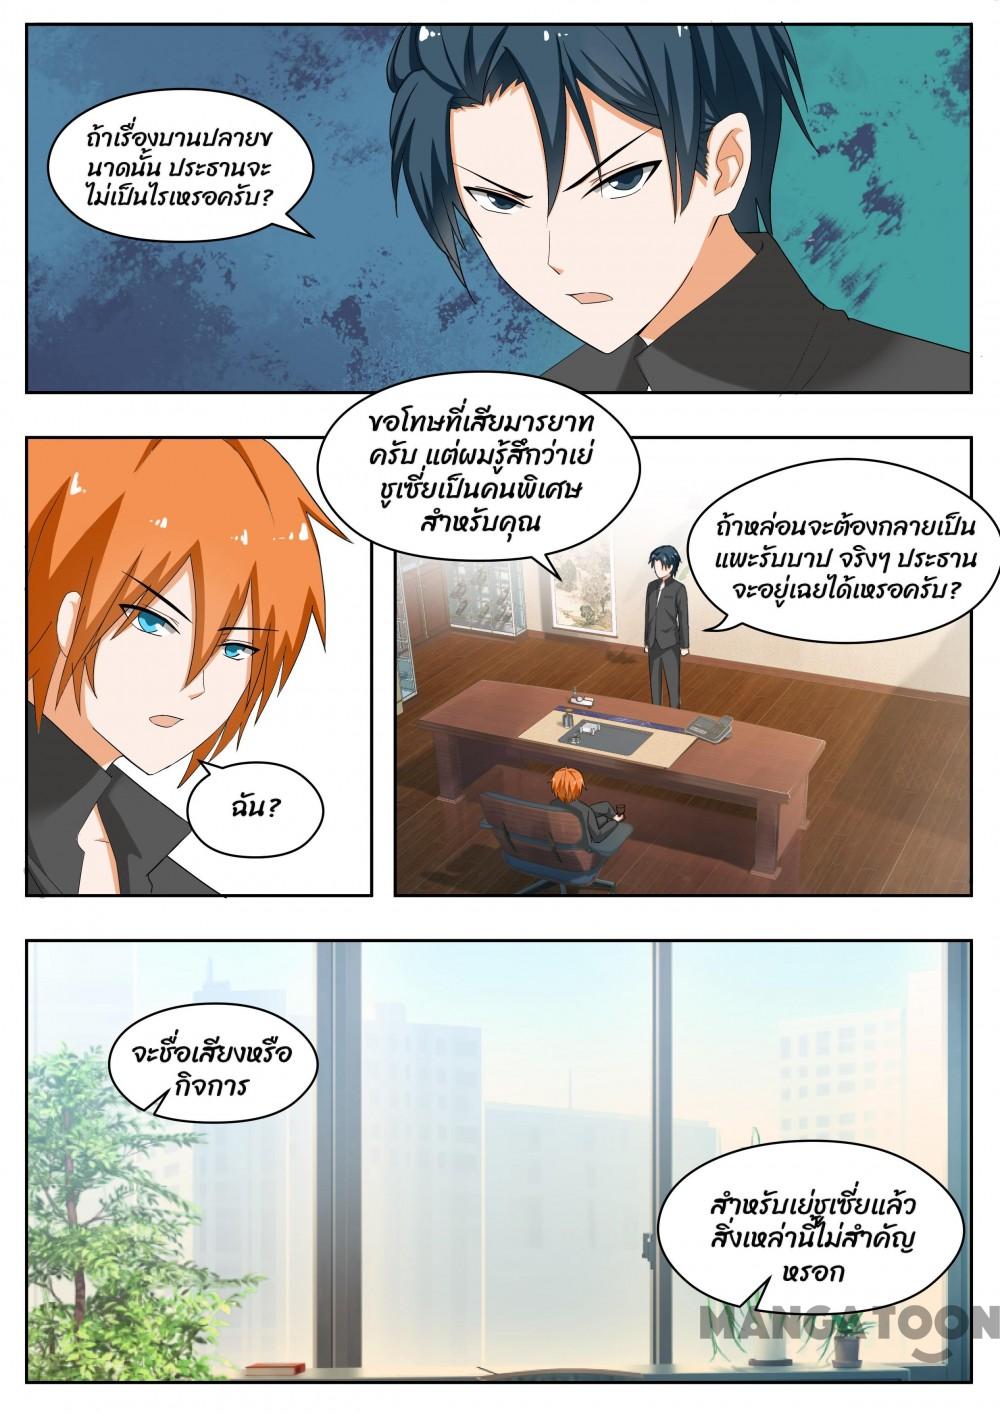 ถ้าเรื่องบานปลายข
นาดนั้น ประธานจะ
ไม่เป็นไรเหรอครับ?
ขอโทษที่เสียมารยาท
ครับ แต่ผมรู้สึกว่าเย่
ชูเซี่ยเป็นคนพิเศษ
สำหรับคุณ
ถ้าหล่อนจะต้องกลายเป็น
แพะรับบาป จริงๆ ประธาน
จะอยู่เฉยได้เหรอครับ?
ฉัน?
จะชื่อเสียงหรือ
กิจการ
สำหรับเย่ชูเซี่ยแล้ว
สิ่งเหล่านี้ไม่สำคัญ
หรอก
MANGATOON